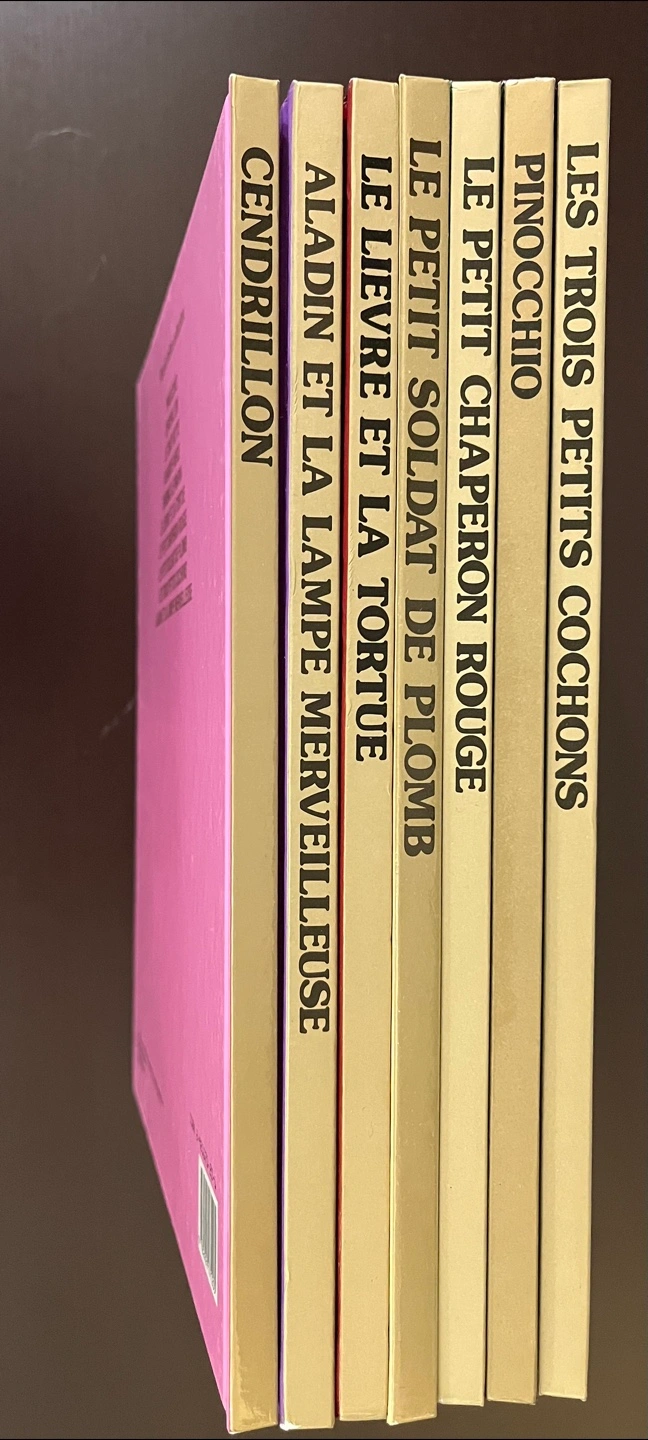 CENDRILLON
ALADIN ET LA LAMPE MERVEILLEUSE
LE LIEVRE ET LA TORTUE
LE PETIT SOLDAT DE PLOMB
LE PETIT CHAPERON ROUGE
PINOCCHIO
LES TROIS PETITS COCHONS